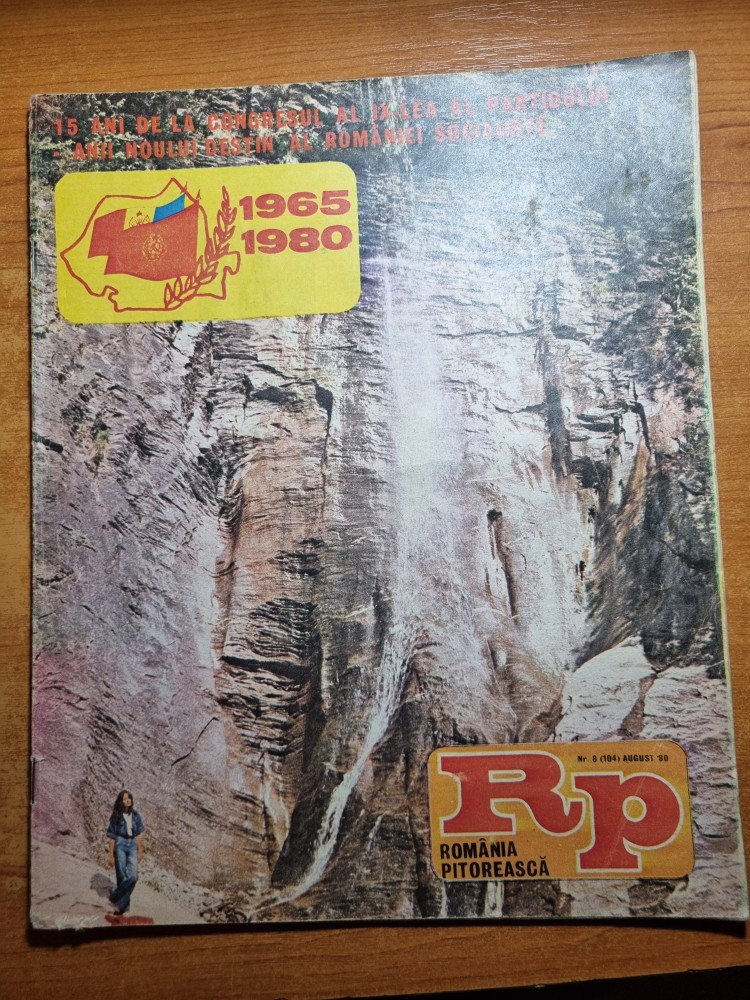 15 ANI DE LA CONGRESUL AL IX-LEA AL PARTIDULUI
- ANII NOULUI DESTIN AL ROMÂNIEI SOCIALISTE
1965
1980
Nr. 8 (104) AUGUST '80
Rp
ROMÂNIA
PITOREASCĂ